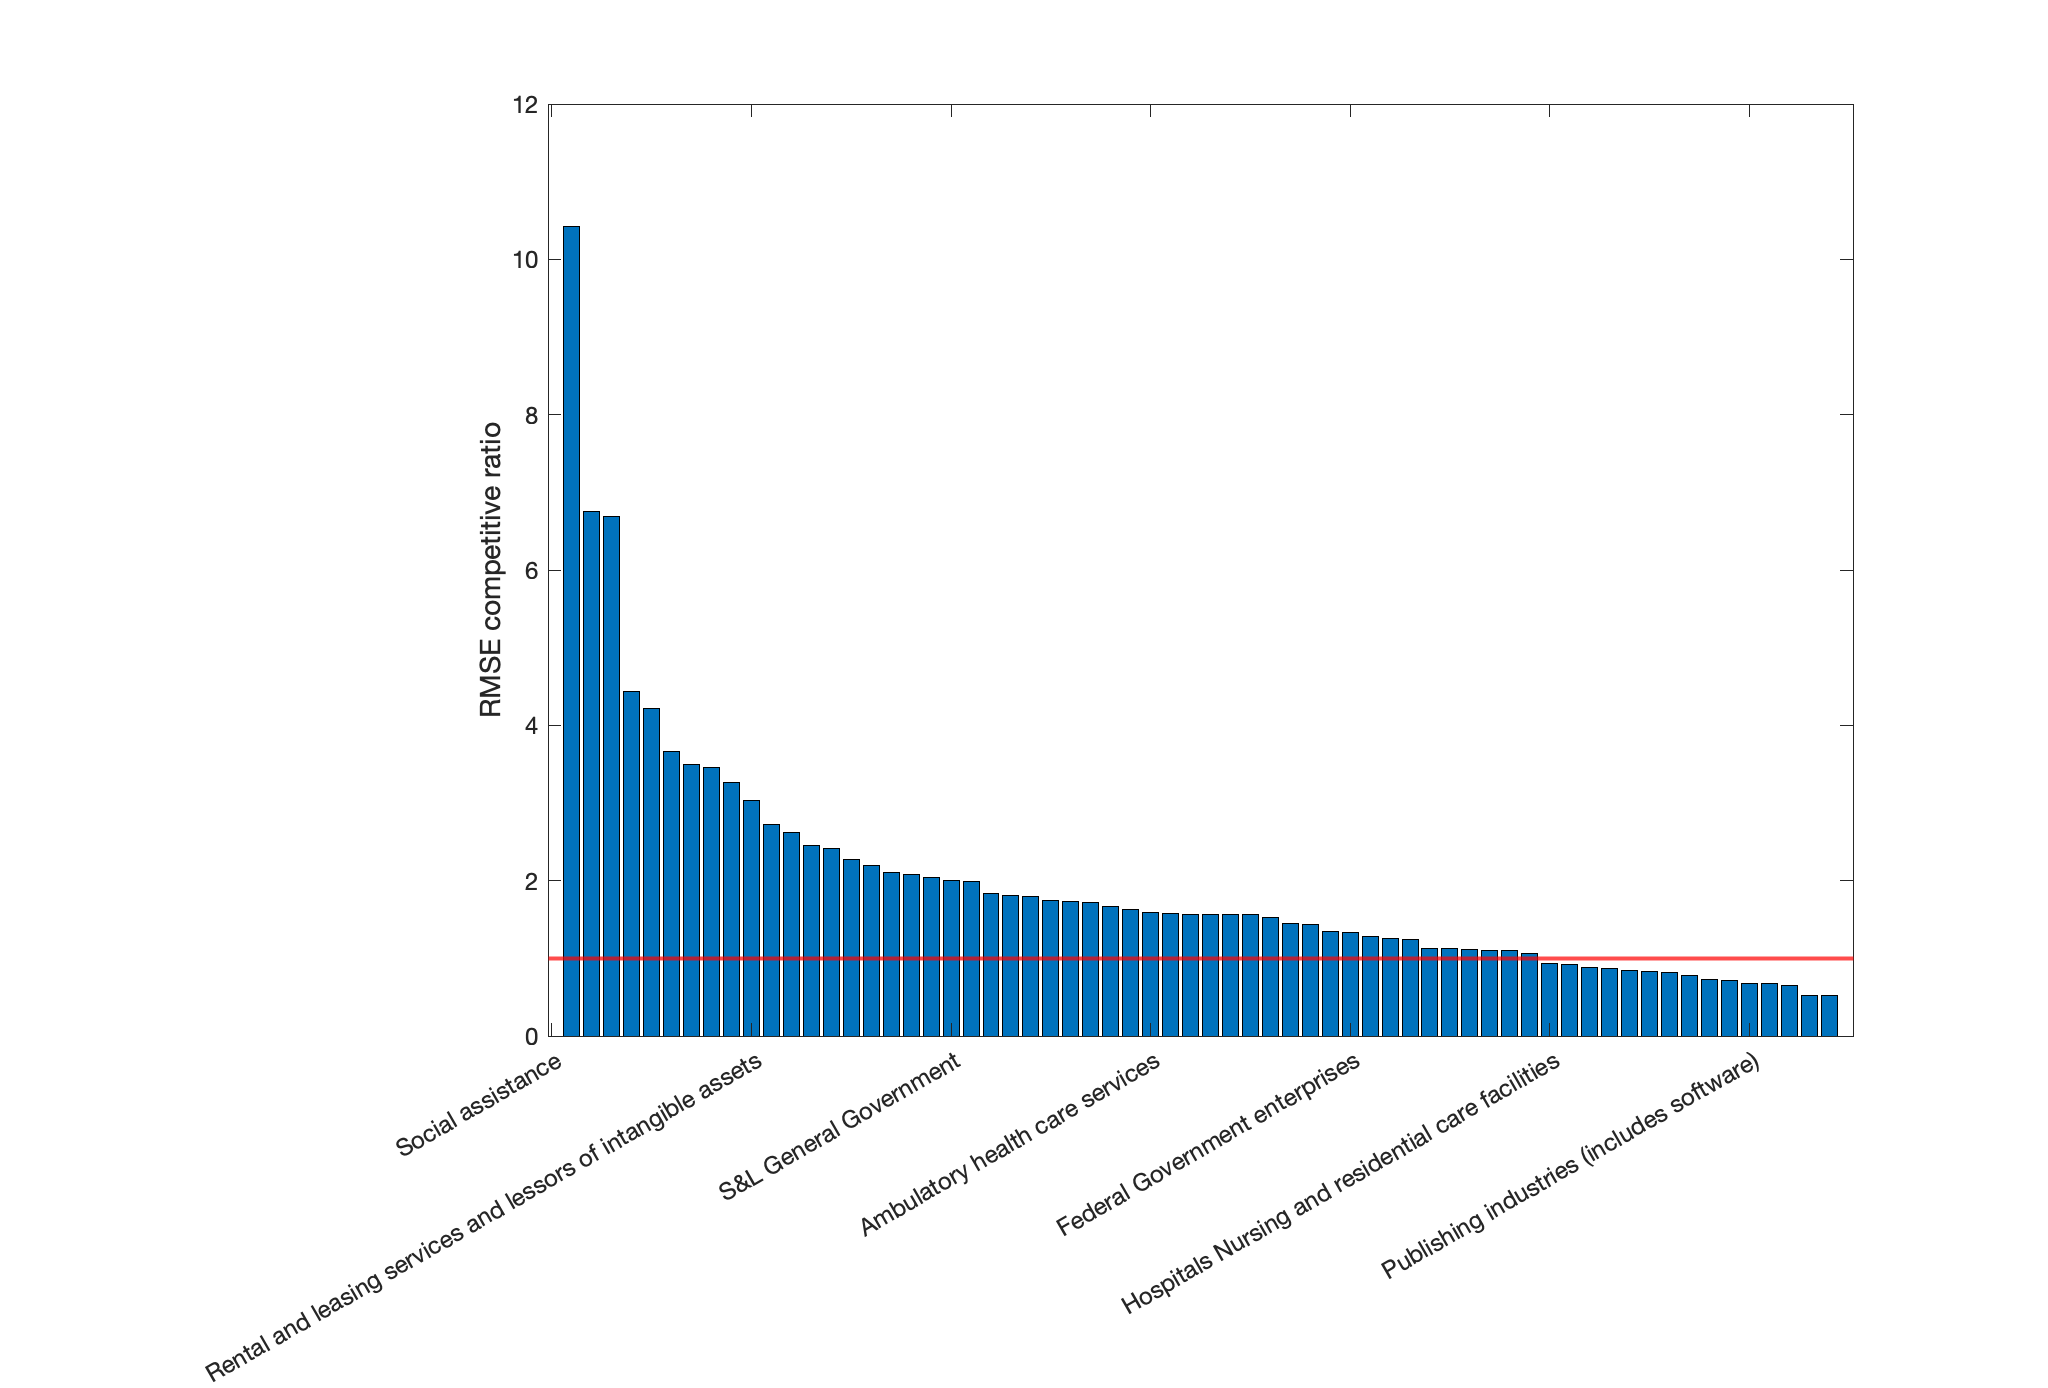 12
10
8
6
4
2
0
RMSE competitive ratio
Social assistance
Rental and leasing services and lessors of intangible assets
S&L General Government
Ambulatory health care services
Federal Government enterprises
Hospitals Nursing and residential care facilities
Publishing industries (includes software)